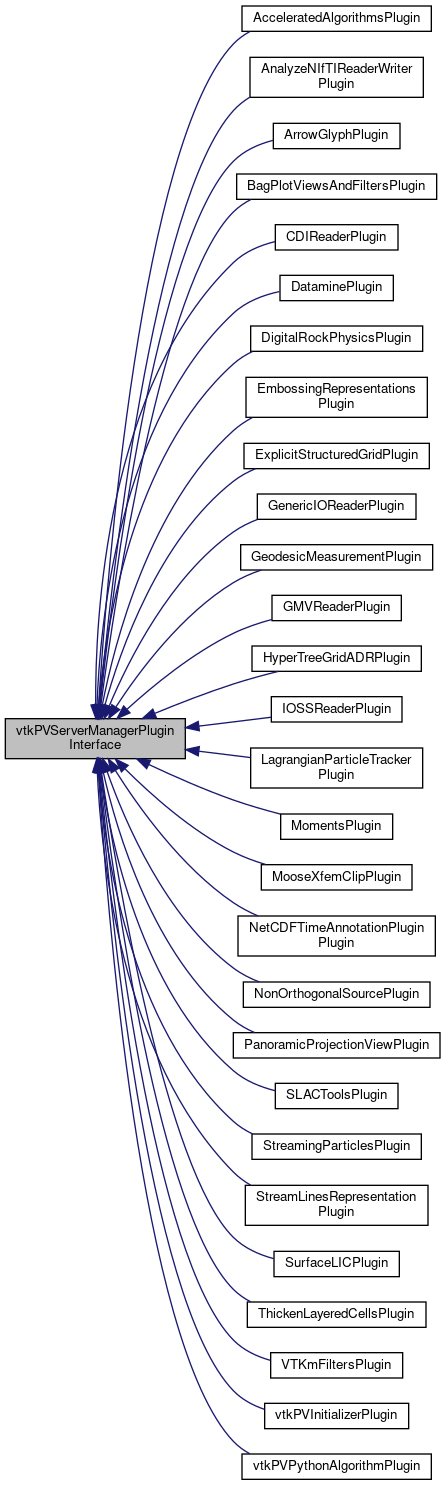 AcceleratedAlgorithmsPlugin
AnalyzeNIfTIReaderWriter
Plugin
ArrowGlyphPlugin
BagPlotViewsAndFiltersPlugin
CDIReaderPlugin
DataminePlugin
DigitalRockPhysicsPlugin
EmbossingRepresentations
Plugin
ExplicitStructuredGridPlugin
GenericIOReaderPlugin
GeodesicMeasurementPlugin
GMVReaderPlugin
HyperTreeGridADRPlugin
IOSSReaderPlugin
vtkPVServerManagerPlugin
Interface
LagrangianParticleTracker
Plugin
MomentsPlugin
MooseXfemClipPlugin
NetCDFTimeAnnotationPlugin
Plugin
NonOrthogonalSourcePlugin
PanoramicProjectionViewPlugin
SLACToolsPlugin
StreamingParticlesPlugin
StreamLinesRepresentation
Plugin
SurfaceLICPlugin
ThickenLayeredCellsPlugin
VTKmFiltersPlugin
vtkPVInitializerPlugin
vtkPVPythonAlgorithmPlugin